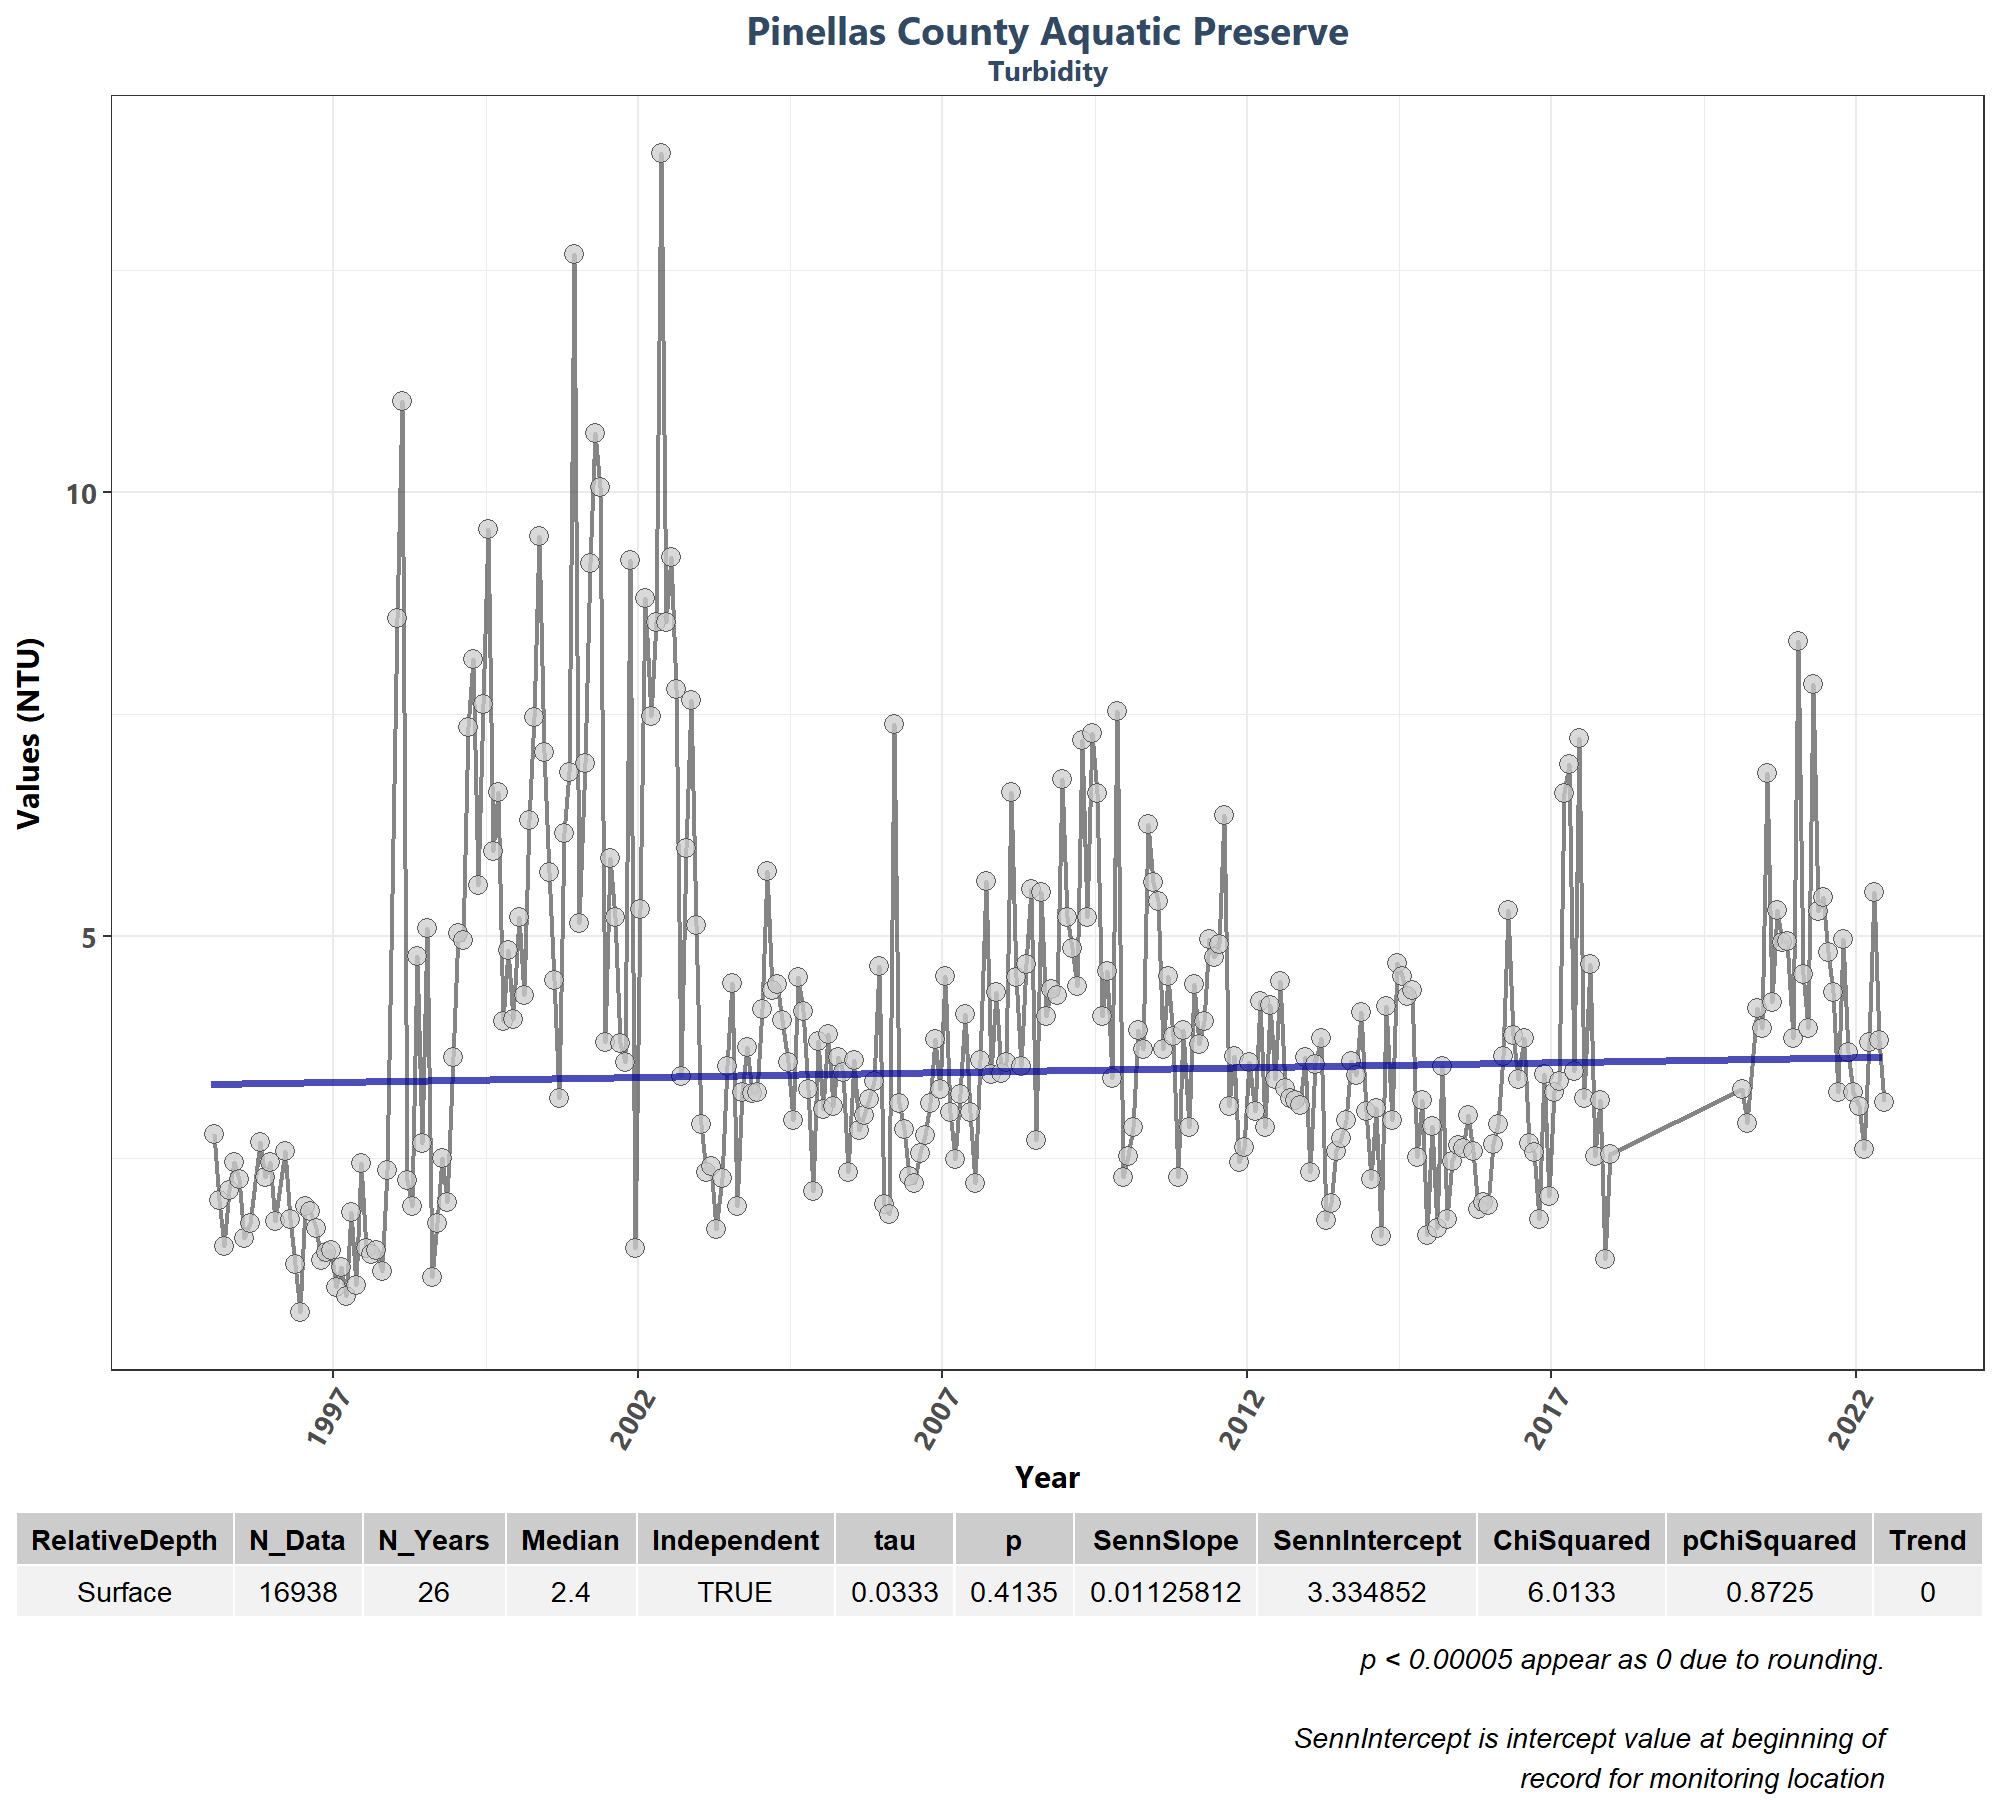 Pinellas County Aquatic Preserve
Turbidity
Values (NTU)
10
5
1997
2002
2007
2012
2017
2022
Year
RelativeDepth N_Data N_Years Median Independent tau p SennSlope SennIntercept ChiSquared pChiSquared Trend
Surface 16938 26 2.4 TRUE 0.0333 0.4135 0.01125812 3.334852 6.0133 0.8725 0
p < 0.00005 appear as 0 due to rounding.
SennIntercept is intercept value at beginning of
record for monitoring location